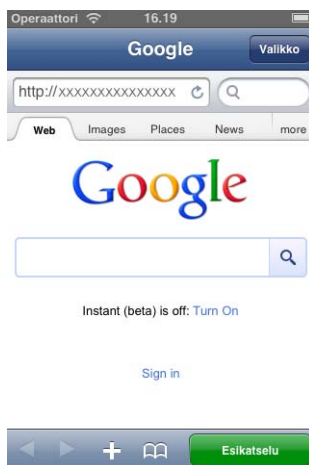 Operaattori 16.19
Google Valikko
http://xxxxxxxxxxxxxxx
Web Images Places News more
Google
Instant (beta) is off: Turn On
Sign in
Esikatselu